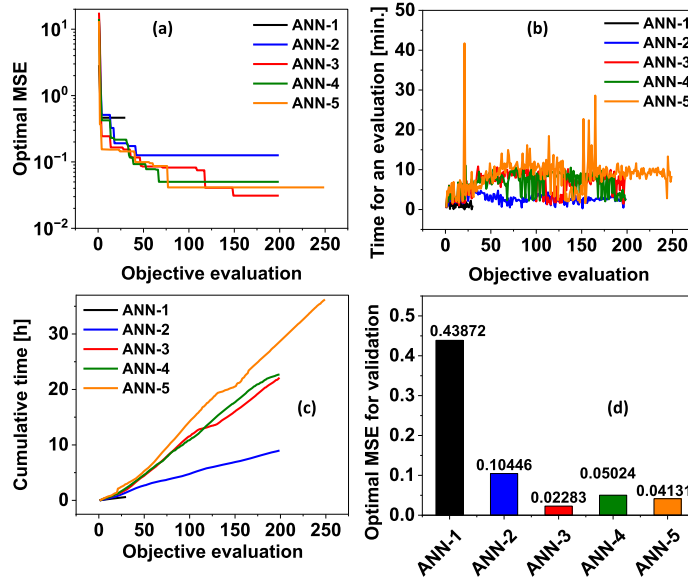 (a)
ANN-1
ANN-2
ANN-3
ANN-4
ANN-5
Optimal MSE
10¹
10⁰
10⁻¹
10⁻²
0 50 100 150 200 250
Objective evaluation
(b)
ANN-1
ANN-2
ANN-3
ANN-4
ANN-5
Time for an evaluation [min.]
50
40
30
20
10
0
0 50 100 150 200 250
Objective evaluation
ANN-1
ANN-2
ANN-3
ANN-4
ANN-5
(c)
Cumulative time [h]
30
20
10
0
0 50 100 150 200 250
Objective evaluation
(d)
Optimal MSE for validation
0.5
0.4
0.3
0.2
0.1
0.0
0.43872
0.10446
0.02283
0.05024
0.04131
ANN-1
ANN-2
ANN-3
ANN-4
ANN-5